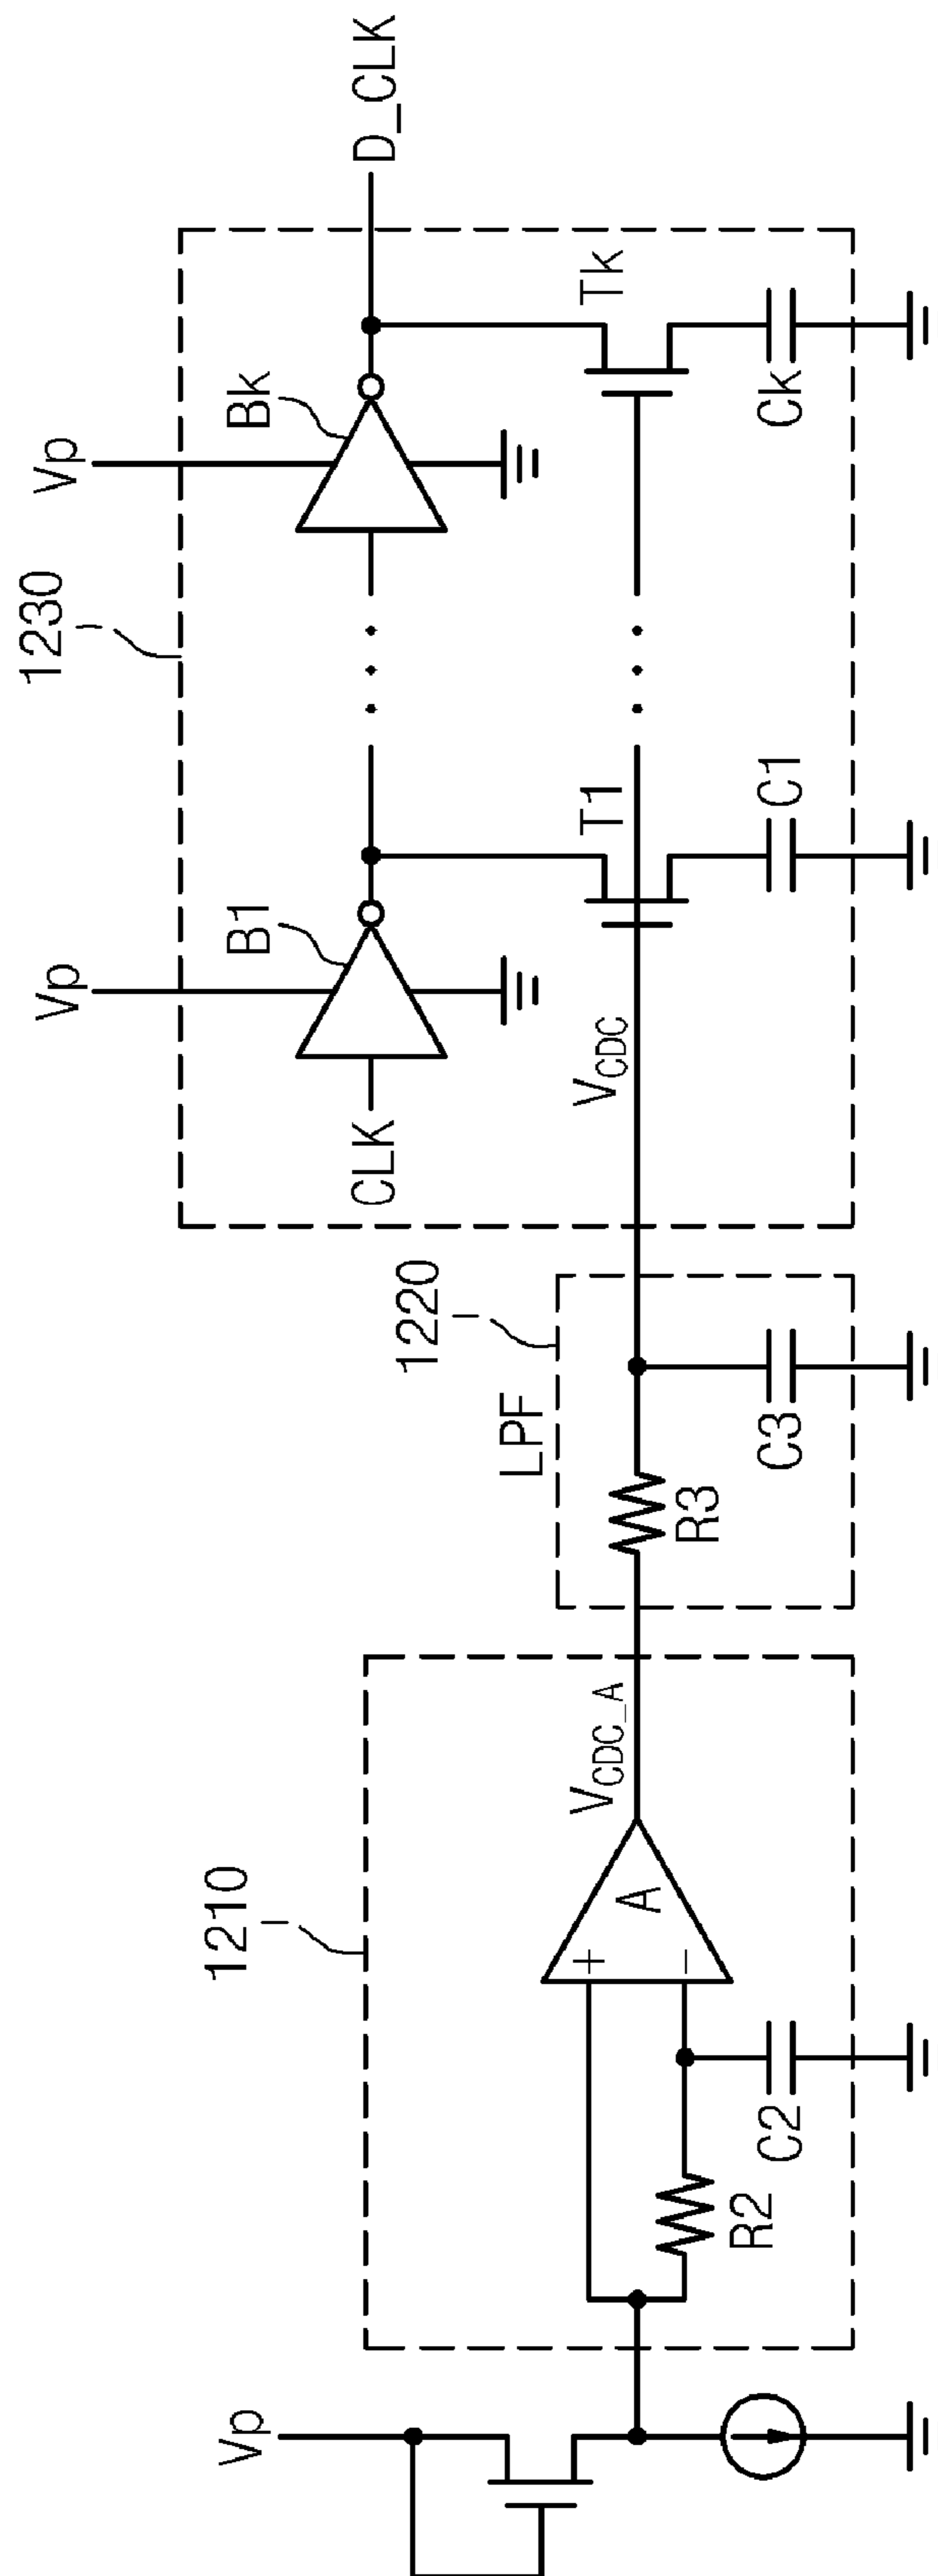 1230
Vp
Vp
B1
Bk
CLK
D_CLK
1220
LPF
VCDC
T1
Tk
C1
Ck
R3
C3
1210
VCDC_A
A
+
−
R2
C2
Vp